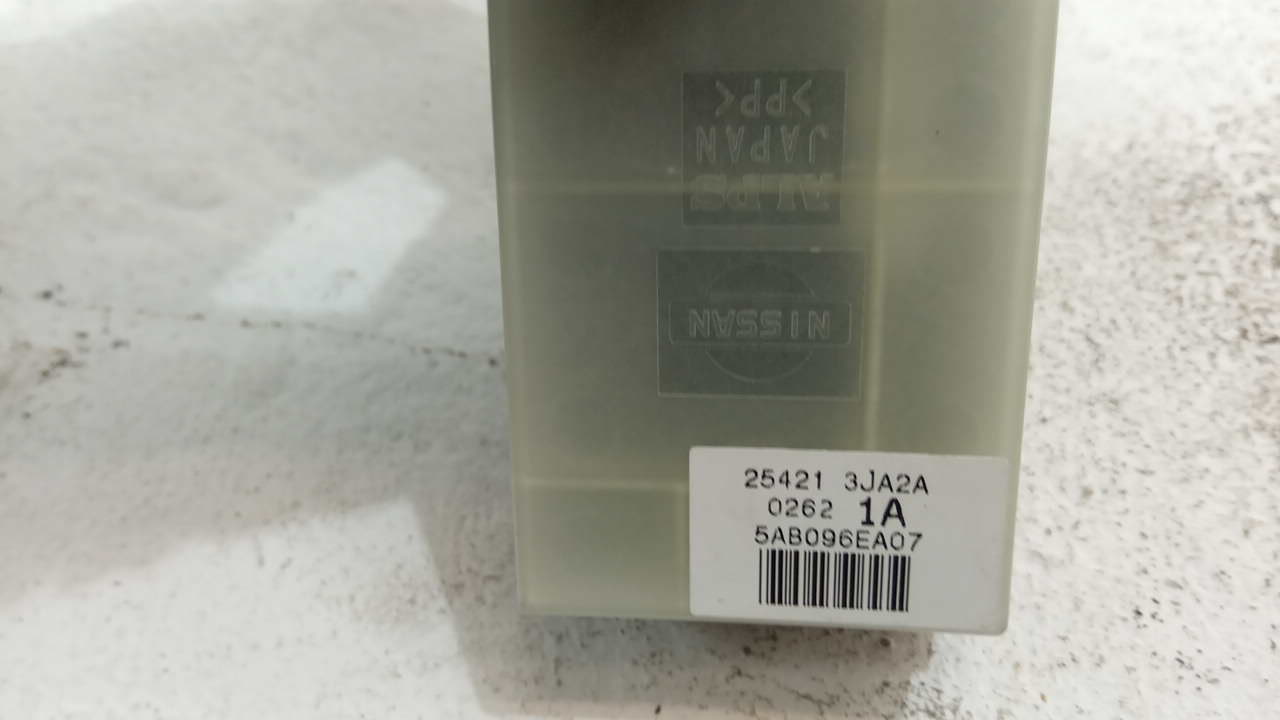 >PP<
JAPAN
ALPS
NISSAN
25421 3JA2A
0262 1A
5AB096EA07